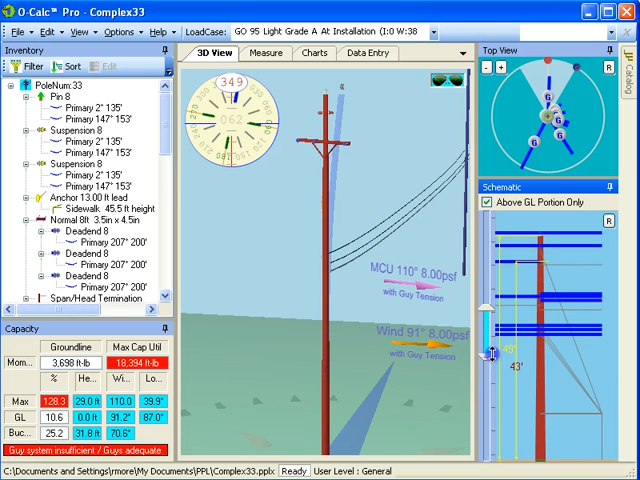 O-Calc™ Pro - Complex33
File View Edit Options Help LoadCase: GO 95 Light Grade A At Installation (I:0 W:38
Inventory
Filter Sort Edit
PoleNum:33
Pin 8
Primary 2° 135'
Primary 147° 153'
Suspension 8
Primary 2° 135'
Primary 147° 153'
Suspension 8
Primary 2° 135'
Primary 147° 153'
Anchor 13.00 ft lead
Sidewalk 45.5 ft height
Normal 8ft 3.5in x 4.5in
Deadend 8
Primary 207° 200'
Deadend 8
Primary 207° 200'
Deadend 8
Primary 207° 200'
Span/Head Termination
Capacity
Groundline Max Cap Util
Mom... 3,698 ft-lb 18,394 ft-lb
% He... Wi... Lo...
Max 128.3 29.0 ft 110.0 39.9°
GL 10.6 0.0 ft 91.2° 87.0°
Buc... 25.2 31.8 ft 70.6°
Guy system insufficient / Guys adequate
3D View Measure Charts Data Entry
349
062
MCU 110° 8.00psf
with Guy Tension
Wind 91° 8.00psf
with Guy Tension
Top View
- + R
G
G
G
G
G
Catalog
Schematic
Above GL Portion Only
R
49'
43'
C:\Documents and Settings\rmore\My Documents\PPL\Complex33.pplx Ready User Level : General